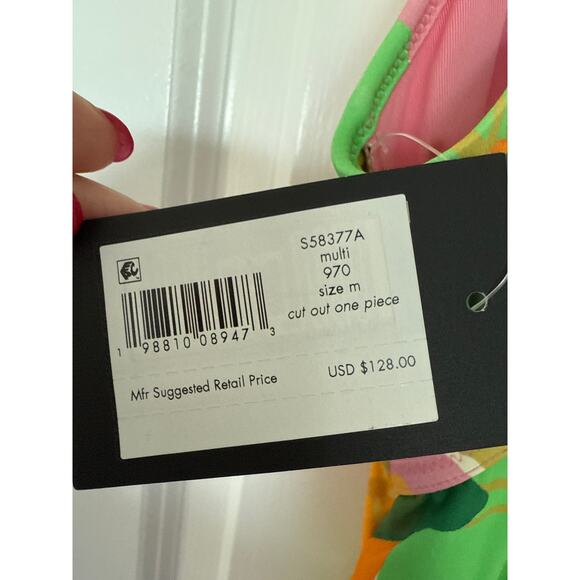 S58377A
multi
970
size m
cut out one piece
1 98810 08947 3
Mfr Suggested Retail Price USD $128.00